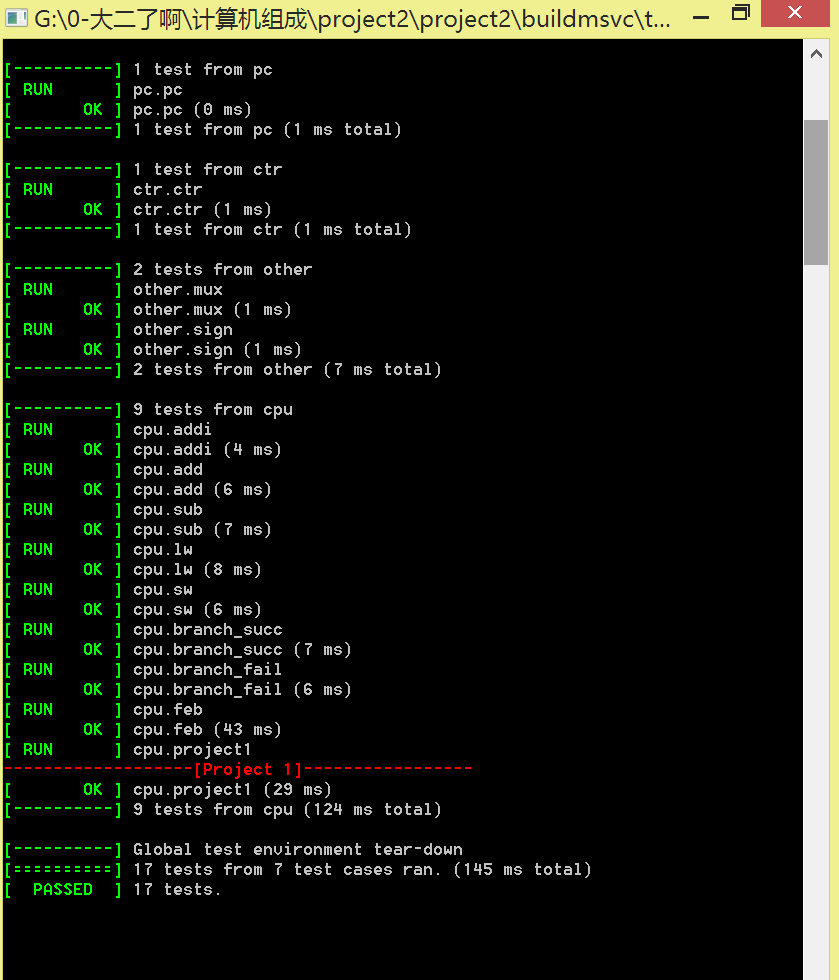 G:\0-大二了啊\计算机组成\project2\project2\buildmsvc\t...
[----------] 1 test from pc
[ RUN      ] pc.pc
[       OK ] pc.pc (0 ms)
[----------] 1 test from pc (1 ms total)
[----------] 1 test from ctr
[ RUN      ] ctr.ctr
[       OK ] ctr.ctr (1 ms)
[----------] 1 test from ctr (1 ms total)
[----------] 2 tests from other
[ RUN      ] other.mux
[       OK ] other.mux (1 ms)
[ RUN      ] other.sign
[       OK ] other.sign (1 ms)
[----------] 2 tests from other (7 ms total)
[----------] 9 tests from cpu
[ RUN      ] cpu.addi
[       OK ] cpu.addi (4 ms)
[ RUN      ] cpu.add
[       OK ] cpu.add (6 ms)
[ RUN      ] cpu.sub
[       OK ] cpu.sub (7 ms)
[ RUN      ] cpu.lw
[       OK ] cpu.lw (8 ms)
[ RUN      ] cpu.sw
[       OK ] cpu.sw (6 ms)
[ RUN      ] cpu.branch_succ
[       OK ] cpu.branch_succ (7 ms)
[ RUN      ] cpu.branch_fail
[       OK ] cpu.branch_fail (6 ms)
[ RUN      ] cpu.feb
[       OK ] cpu.feb (43 ms)
[ RUN      ] cpu.project1
-------------------[Project 1]-----------------
[       OK ] cpu.project1 (29 ms)
[----------] 9 tests from cpu (124 ms total)
[----------] Global test environment tear-down
[==========] 17 tests from 7 test cases ran. (145 ms total)
[  PASSED  ] 17 tests.